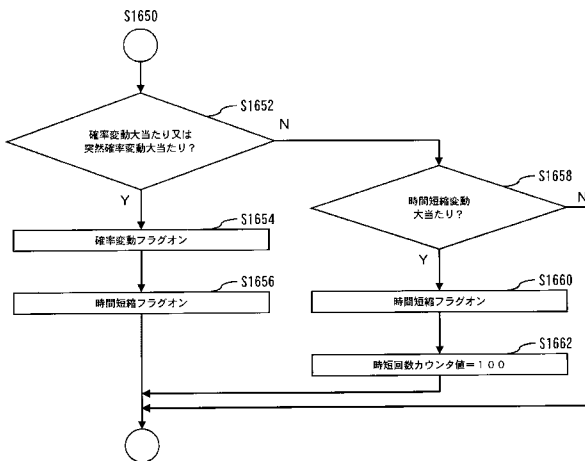 S1650
S1652
確率変動大当たり又は
突然確率変動大当たり？
N
Y
S1654
確率変動フラグオン
S1656
時間短縮フラグオン
S1658
時間短縮変動
大当たり？
N
Y
S1660
時間短縮フラグオン
S1662
時短回数カウンタ値＝１００